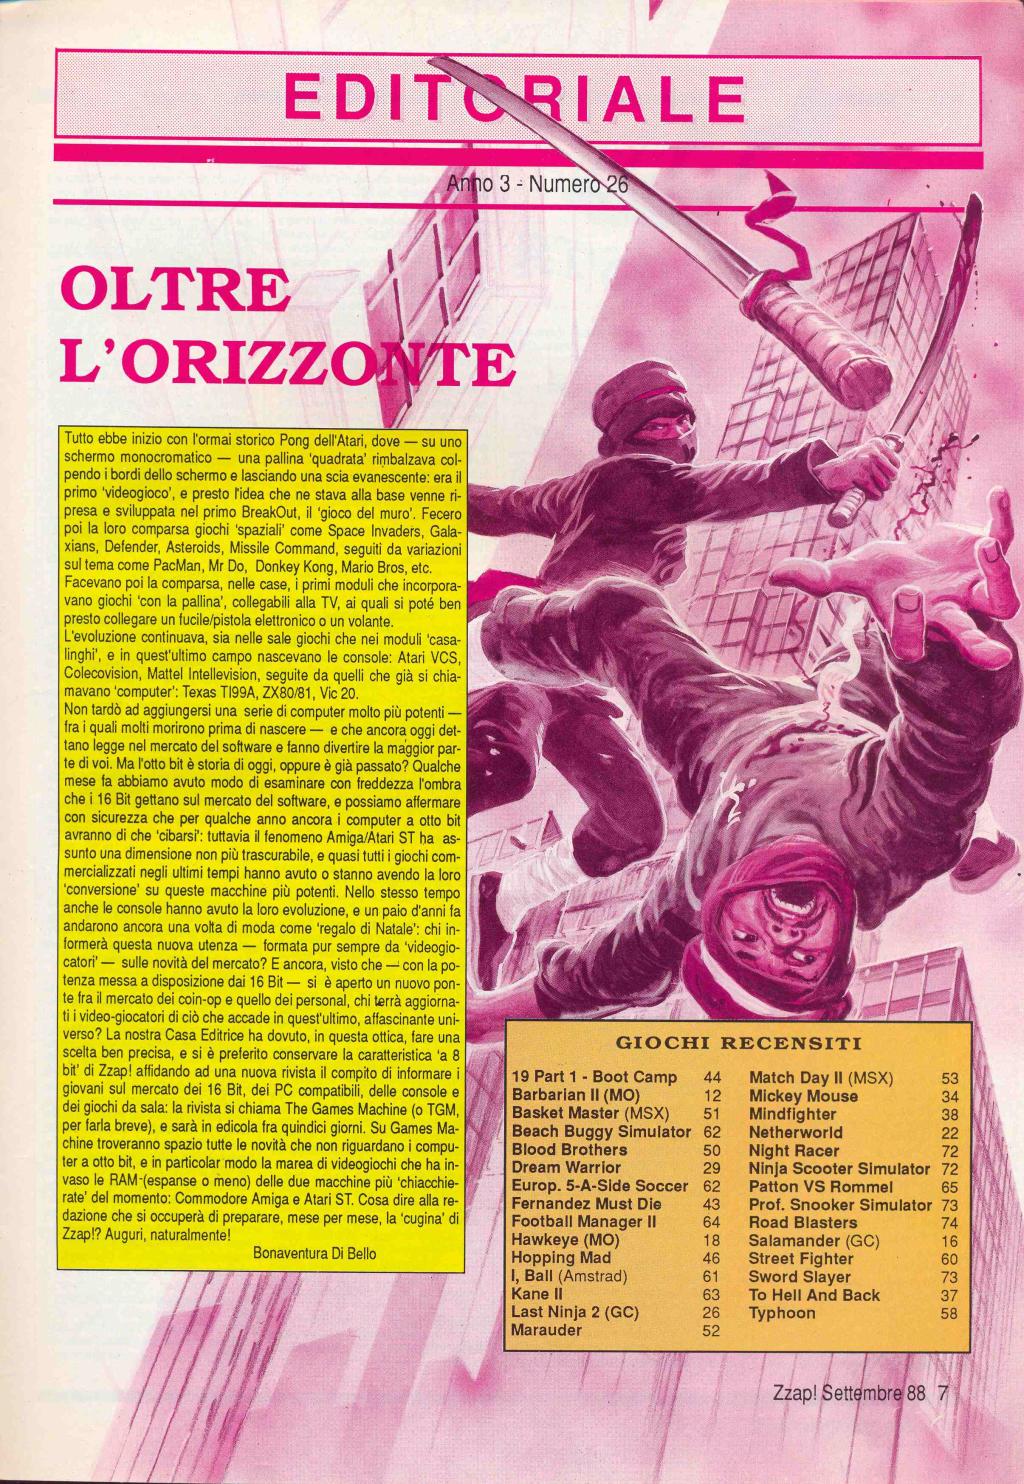 EDITORIALE
Anno 3 - Numero 26
OLTRE
L'ORIZZONTE
Tutto ebbe inizio con l'ormai storico Pong dell'Atari, dove — su uno
schermo monocromatico — una pallina 'quadrata' rimbalzava col-
pendo i bordi dello schermo e lasciando una scia evanescente: era il
primo 'videogioco', e presto l'idea che ne stava alla base venne ri-
presa e sviluppata nel primo BreakOut, il 'gioco del muro'. Fecero
poi la loro comparsa giochi 'spaziali' come Space Invaders, Gala-
xians, Defender, Asteroids, Missile Command, seguiti da variazioni
sul tema come PacMan, Mr Do, Donkey Kong, Mario Bros, etc.
Facevano poi la comparsa, nelle case, i primi moduli che incorpora-
vano giochi 'con la pallina', collegabili alla TV, ai quali si poté ben
presto collegare un fucile/pistola elettronico o un volante.
L'evoluzione continuava, sia nelle sale giochi che nei moduli 'casa-
linghi', e in quest'ultimo campo nascevano le console: Atari VCS,
Colecovision, Mattel Intellevision, seguite da quelli che già si chia-
mavano 'computer': Texas TI99A, ZX80/81, Vic 20.
Non tardò ad aggiungersi una serie di computer molto più potenti —
fra i quali molti morirono prima di nascere — e che ancora oggi det-
tano legge nel mercato del software e fanno divertire la maggior par-
te di voi. Ma l'otto bit è storia di oggi, oppure è già passato? Qualche
mese fa abbiamo avuto modo di esaminare con freddezza l'ombra
che i 16 Bit gettano sul mercato del software, e possiamo affermare
con sicurezza che per qualche anno ancora i computer a otto bit
avranno di che 'cibarsi': tuttavia il fenomeno Amiga/Atari ST ha as-
sunto una dimensione non più trascurabile, e quasi tutti i giochi com-
mercializzati negli ultimi tempi hanno avuto o stanno avendo la loro
'conversione' su queste macchine più potenti. Nello stesso tempo
anche le console hanno avuto la loro evoluzione, e un paio d'anni fa
andarono ancora una volta di moda come 'regalo di Natale': chi in-
formerà questa nuova utenza — formata pur sempre da 'videogio-
catori' — sulle novità del mercato? E ancora, visto che — con la po-
tenza messa a disposizione dai 16 Bit — si è aperto un nuovo pon-
te fra il mercato dei coin-op e quello dei personal, chi terrà aggiorna-
ti i video-giocatori di ciò che accade in quest'ultimo, affascinante uni-
verso? La nostra Casa Editrice ha dovuto, in questa ottica, fare una
scelta ben precisa, e si è preferito conservare la caratteristica 'a 8
bit' di Zzap! affidando ad una nuova rivista il compito di informare i
giovani sul mercato dei 16 Bit, dei PC compatibili, delle console e
dei giochi da sala: la rivista si chiama The Games Machine (o TGM,
per farla breve), e sarà in edicola fra quindici giorni. Su Games Ma-
chine troveranno spazio tutte le novità che non riguardano i compu-
ter a otto bit, e in particolar modo la marea di videogiochi che ha in-
vaso le RAM (espanse o meno) delle due macchine più 'chiacchie-
rate' del momento: Commodore Amiga e Atari ST. Cosa dire alla re-
dazione che si occuperà di preparare, mese per mese, la 'cugina' di
Zzap!? Auguri, naturalmente!
Bonaventura Di Bello
GIOCHI RECENSITI
19 Part 1 - Boot Camp 44
Barbarian II (MO) 12
Basket Master (MSX) 51
Beach Buggy Simulator 62
Blood Brothers 50
Dream Warrior 29
Europ. 5-A-Side Soccer 62
Fernandez Must Die 43
Football Manager II 64
Hawkeye (MO) 18
Hopping Mad 46
I, Ball (Amstrad) 61
Kane II 63
Last Ninja 2 (GC) 26
Marauder 52
Match Day II (MSX) 53
Mickey Mouse 34
Mindfighter 38
Netherworld 22
Night Racer 72
Ninja Scooter Simulator 72
Patton VS Rommel 65
Prof. Snooker Simulator 73
Road Blasters 74
Salamander (GC) 16
Street Fighter 60
Sword Slayer 73
To Hell And Back 37
Typhoon 58
Zzap! Settembre 88 7